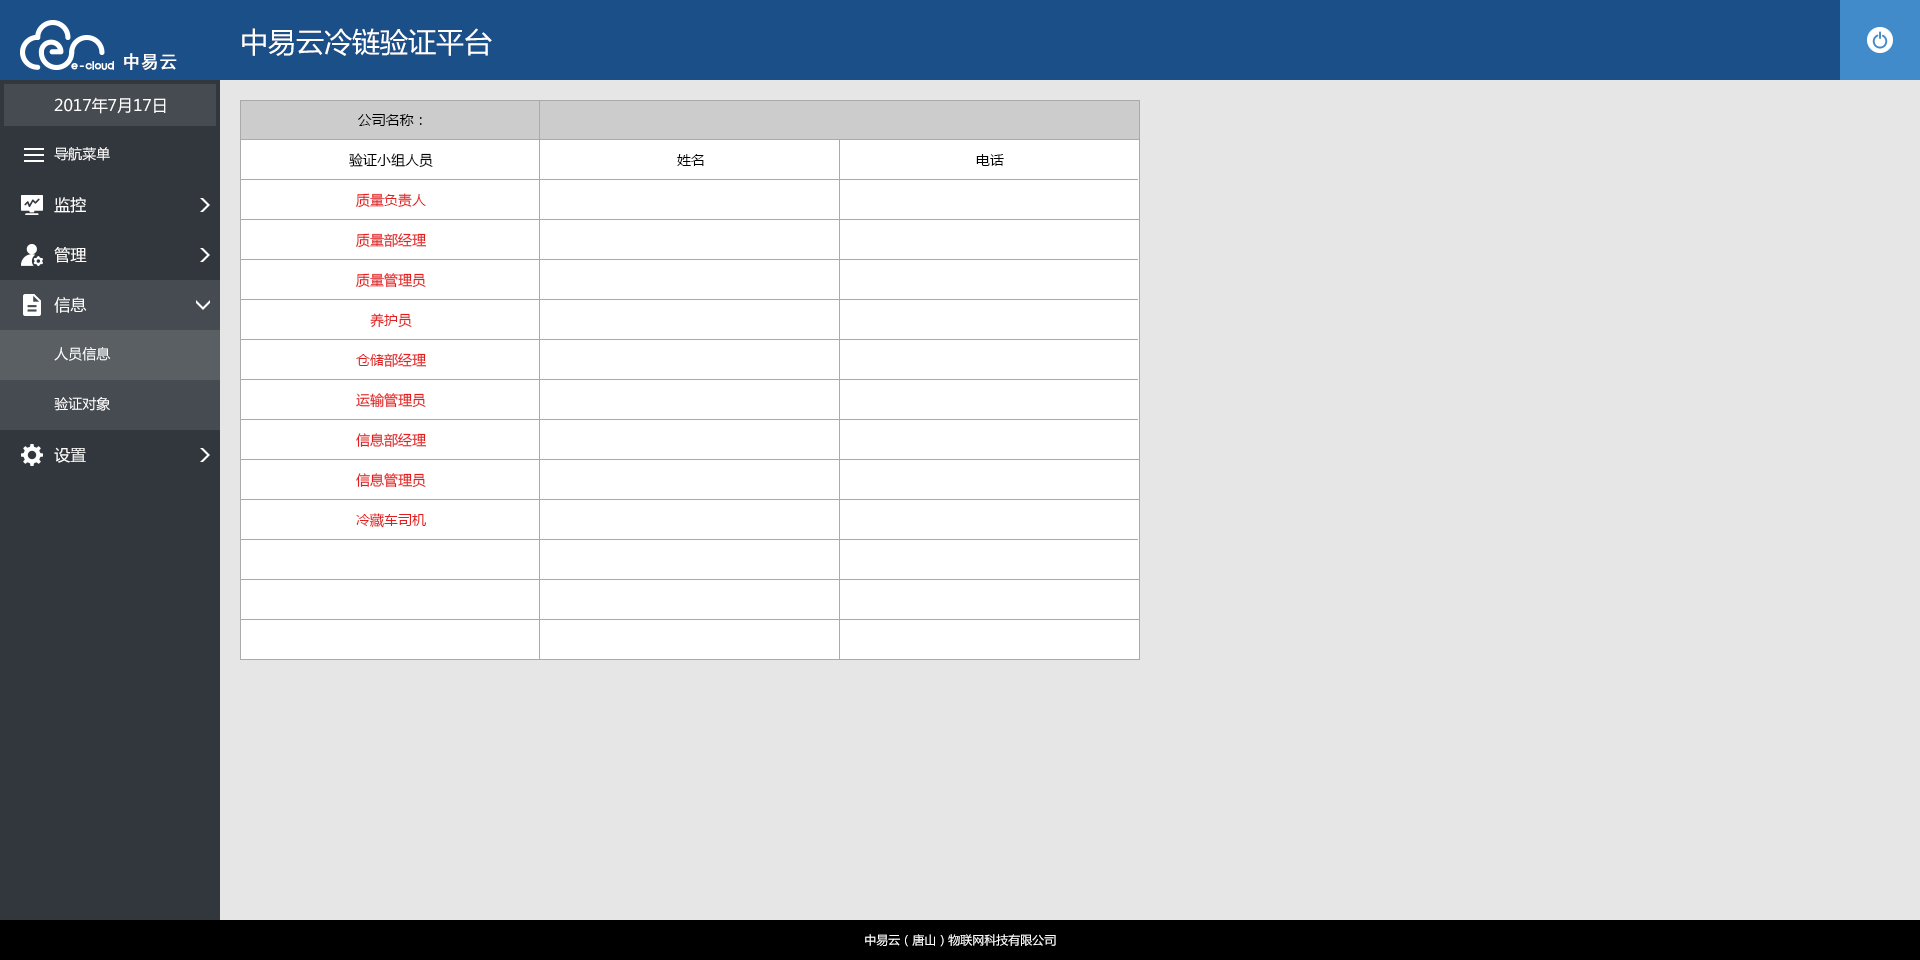 e-cloud 中易云
中易云冷链验证平台
2017年7月17日
导航菜单
监控
管理
信息
人员信息
验证对象
设置
公司名称：
验证小组人员 姓名 电话
质量负责人
质量部经理
质量管理员
养护员
仓储部经理
运输管理员
信息部经理
信息管理员
冷藏车司机
中易云（唐山）物联网科技有限公司